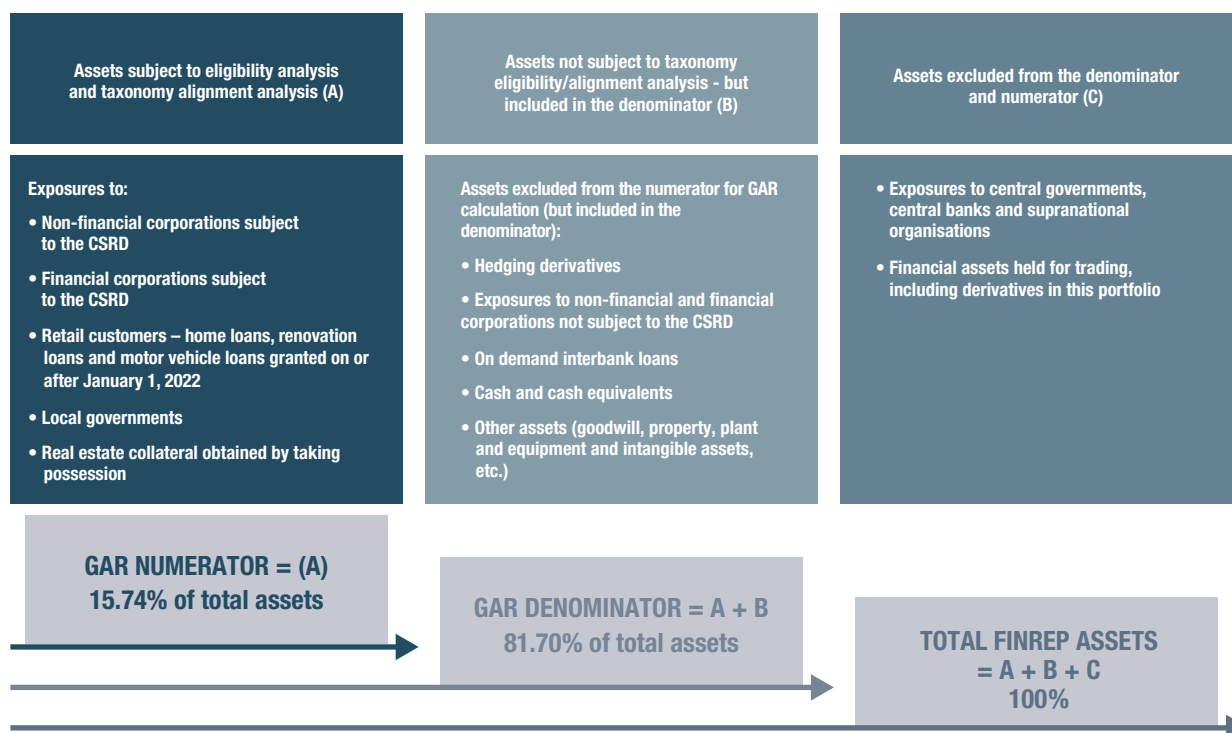 Assets subject to eligibility analysis
and taxonomy alignment analysis (A)
Assets not subject to taxonomy
eligibility/alignment analysis - but
included in the denominator (B)
Assets excluded from the denominator
and numerator (C)
Exposures to:
• Non-financial corporations subject
to the CSRD
• Financial corporations subject
to the CSRD
• Retail customers – home loans, renovation
loans and motor vehicle loans granted on or
after January 1, 2022
• Local governments
• Real estate collateral obtained by taking
possession
Assets excluded from the numerator for GAR
calculation (but included in the
denominator):
• Hedging derivatives
• Exposures to non-financial and financial
corporations not subject to the CSRD
• On demand interbank loans
• Cash and cash equivalents
• Other assets (goodwill, property, plant
and equipment and intangible assets,
etc.)
• Exposures to central governments,
central banks and supranational
organisations
• Financial assets held for trading,
including derivatives in this portfolio
GAR NUMERATOR = (A)
15.74% of total assets
GAR DENOMINATOR = A + B
81.70% of total assets
TOTAL FINREP ASSETS
= A + B + C
100%